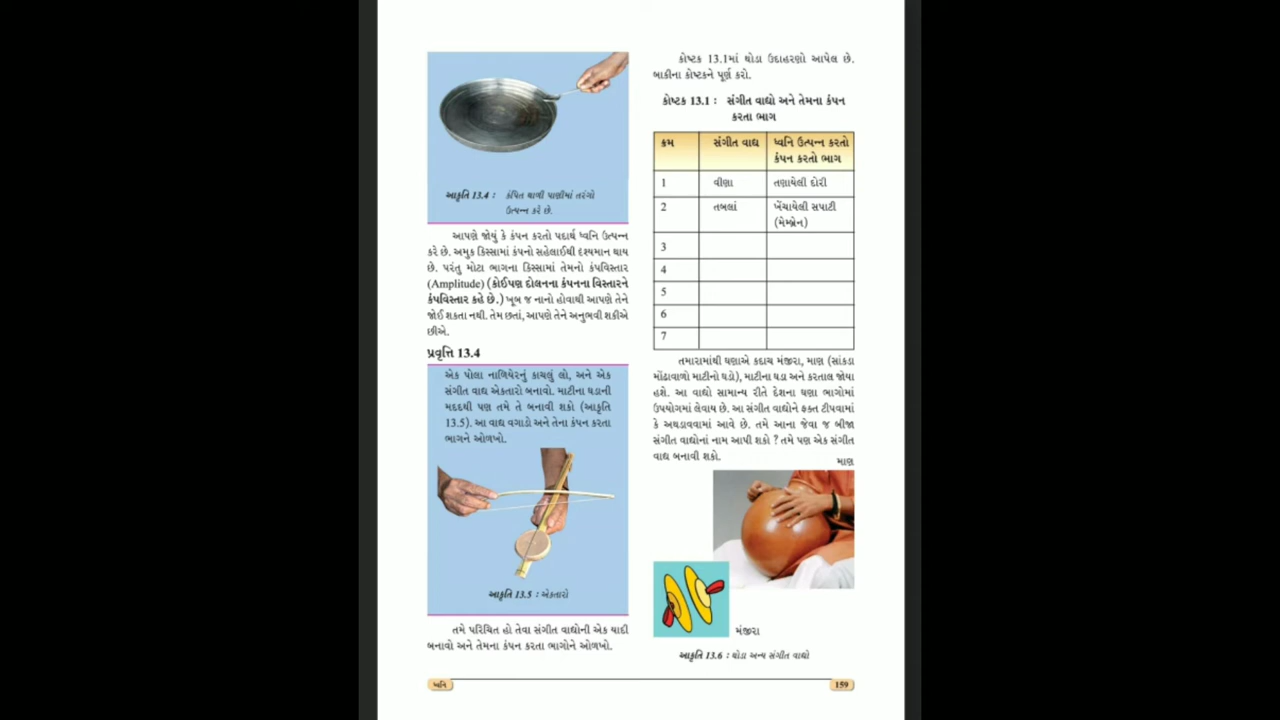 આકૃતિ 13.4 : કંપિત થાળી પાણીમાં તરંગો
ઉત્પન્ન કરે છે.
આપણે જોયું કે કંપન કરતો પદાર્થ ધ્વનિ ઉત્પન્ન
કરે છે. અમુક કિસ્સામાં કંપનો સહેલાઈથી દૃશ્યમાન થાય
છે. પરંતુ મોટા ભાગના કિસ્સામાં તેમનો કંપવિસ્તાર
(Amplitude) (કોઈપણ દોલનના કંપનના વિસ્તારને
કંપવિસ્તાર કહે છે.) ખૂબ જ નાનો હોવાથી આપણે તેને
જોઈ શકતા નથી. તેમ છતાં, આપણે તેને અનુભવી શકીએ
છીએ.
પ્રવૃત્તિ 13.4
એક પોલા નાળિયેરનું કાચલું લો, અને એક
સંગીત વાદ્ય એકતારો બનાવો. માટીના ઘડાની
મદદથી પણ તમે તે બનાવી શકો (આકૃતિ
13.5). આ વાદ્ય વગાડો અને તેના કંપન કરતા
ભાગને ઓળખો.
આકૃતિ 13.5 : એકતારો
તમે પરિચિત હો તેવા સંગીત વાદ્યોની એક યાદી
બનાવો અને તેમના કંપન કરતા ભાગોને ઓળખો.
કોષ્ટક 13.1માં થોડા ઉદાહરણો આપેલ છે.
બાકીના કોષ્ટકને પૂર્ણ કરો.
કોષ્ટક 13.1 : સંગીત વાદ્યો અને તેમના કંપન
કરતા ભાગ
ક્રમ સંગીત વાદ્ય ધ્વનિ ઉત્પન્ન કરતો
કંપન કરતો ભાગ
1 વીણા તણાયેલી દોરી
2 તબલાં ખેંચાયેલી સપાટી
(મેમ્બ્રેન)
3
4
5
6
7
તમારામાંથી ઘણાએ કદાચ મંજીરા, માણ (સાંકડા
મોંઢાવાળો માટીનો ઘડો), માટીના ઘડા અને કરતાલ જોયા
હશે. આ વાદ્યો સામાન્ય રીતે દેશના ઘણા ભાગોમાં
ઉપયોગમાં લેવાય છે. આ સંગીત વાદ્યોને ફક્ત ટીપવામાં
કે અથડાવવામાં આવે છે. તમે આના જેવા જ બીજા
સંગીત વાદ્યોનાં નામ આપી શકો ? તમે પણ એક સંગીત
વાદ્ય બનાવી શકો.
માણ
મંજીરા
આકૃતિ 13.6 : થોડા અન્ય સંગીત વાદ્યો
ધ્વનિ
159